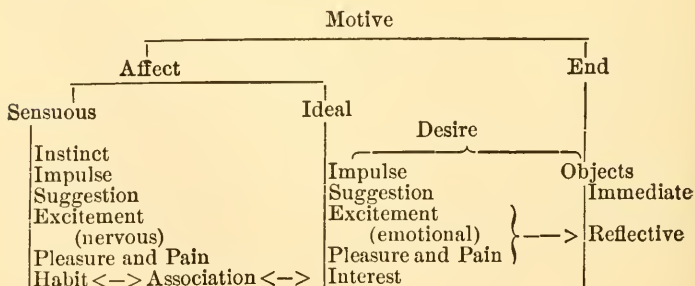 Motive
Affect End
Sensuous Ideal
Desire
Instinct
Impulse Impulse Objects
Suggestion Suggestion Immediate
Excitement Excitement
(nervous) (emotional) —> Reflective
Pleasure and Pain Pleasure and Pain
Habit <—> Association <—> Interest